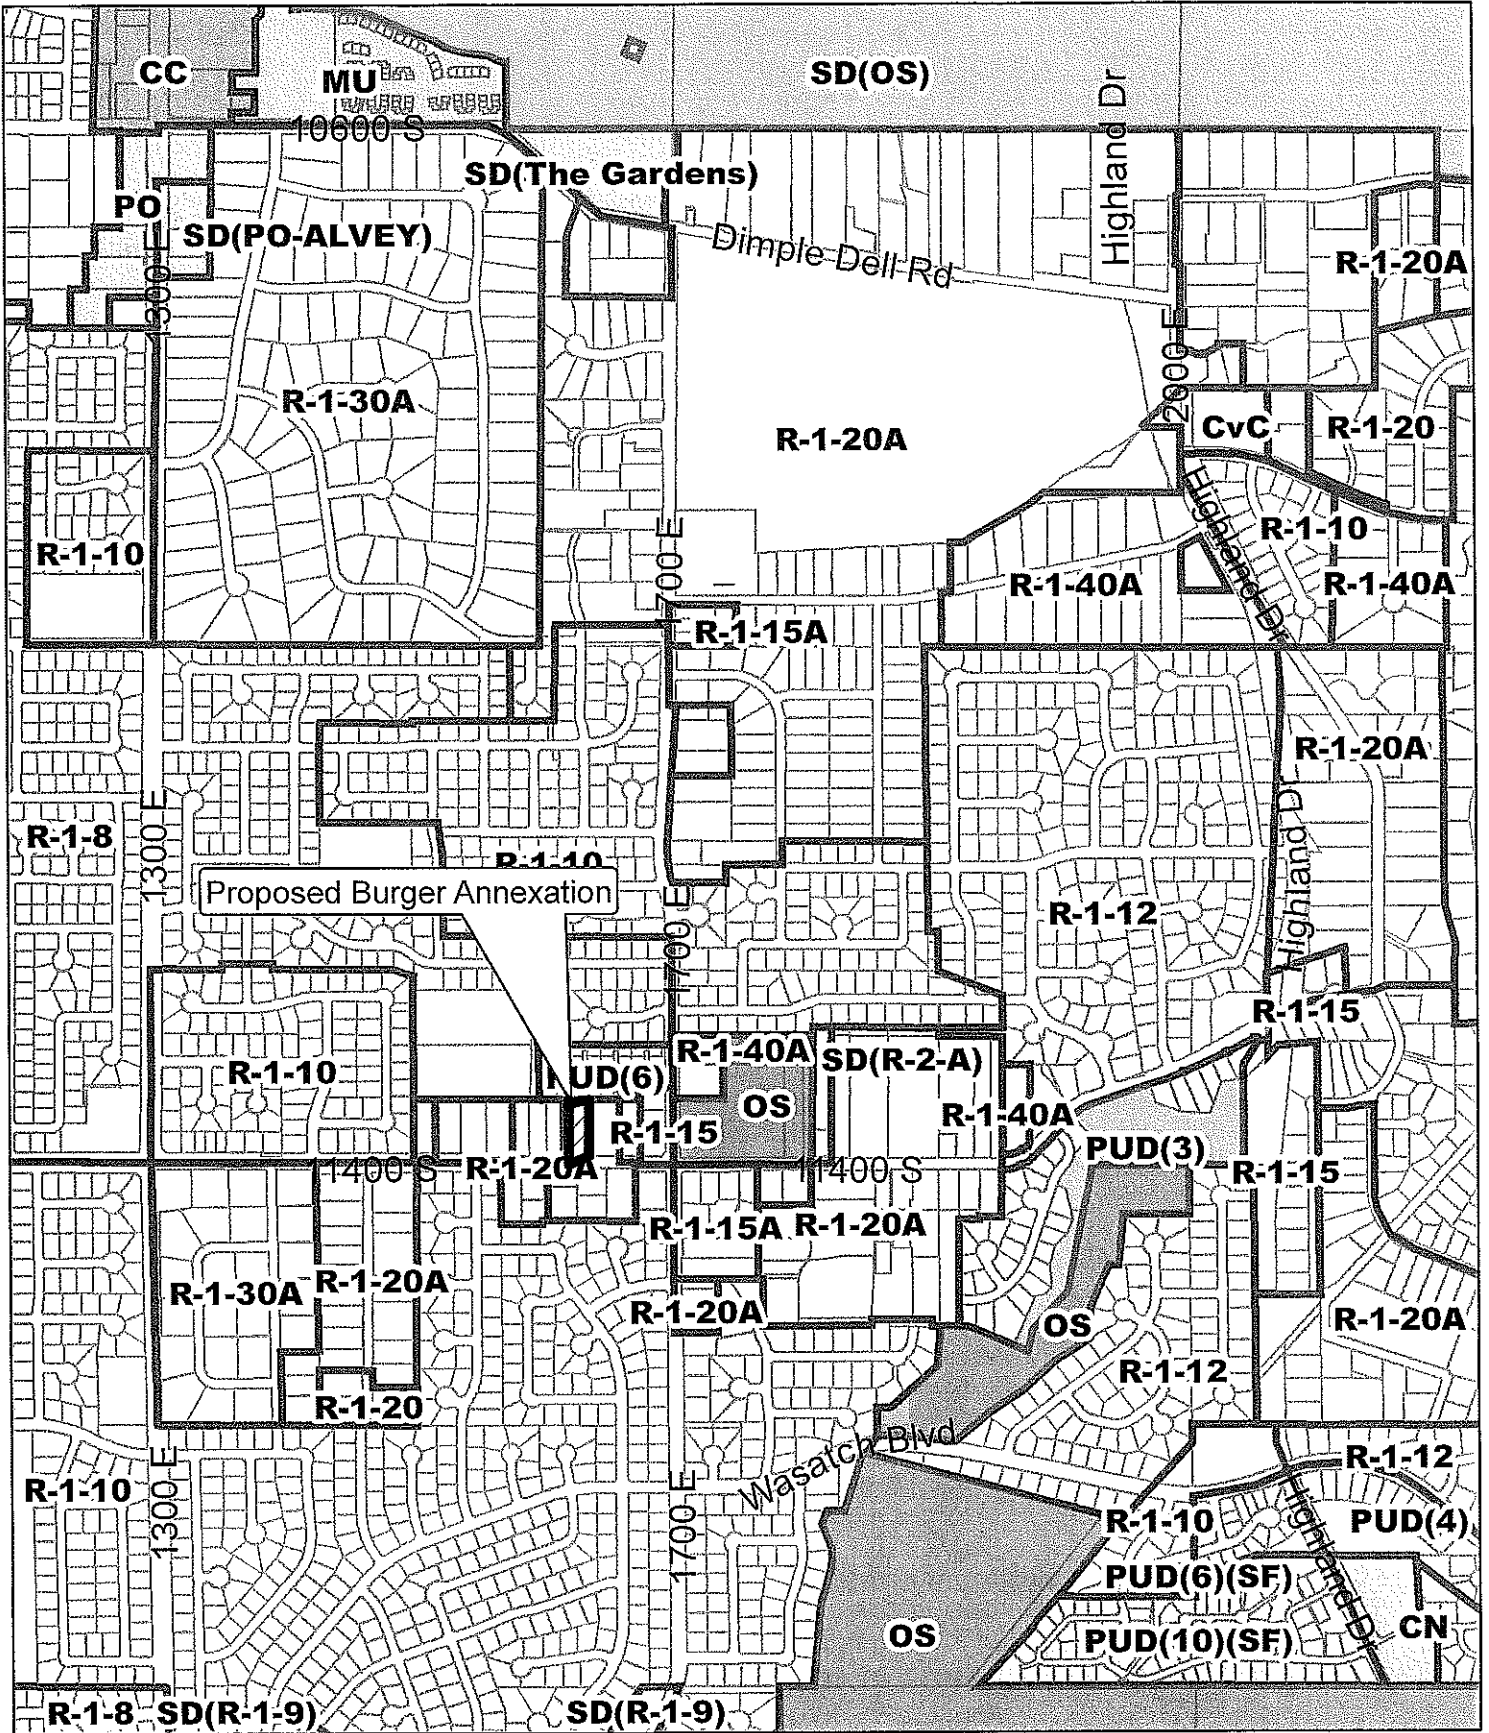 CC
MU
SD(OS)
10600 S
Highland Dr
SD(The Gardens)
PO
SD(PO-ALVEY)
1300 E
Dimple Dell Rd
R-1-20A
2000 E
R-1-30A
R-1-20A
CvC
R-1-20
Highland Dr
R-1-10
R-1-10
1700 E
R-1-40A
R-1-40A
R-1-15A
R-1-20A
R-1-8
1300 E
R-1-10
Highland Dr
Proposed Burger Annexation
1700 E
R-1-12
R-1-15
R-1-40A
SD(R-2-A)
R-1-10
PUD(6)
OS
R-1-40A
R-1-15
PUD(3)
11400 S
R-1-20A
11400 S
R-1-15
R-1-15A
R-1-20A
R-1-30A
R-1-20A
R-1-20A
OS
R-1-20A
R-1-12
R-1-20
Wasatch Blvd
R-1-12
R-1-10
1300 E
1700 E
Highland Dr
R-1-10
PUD(4)
PUD(6)(SF)
OS
PUD(10)(SF)
CN
R-1-8
SD(R-1-9)
SD(R-1-9)